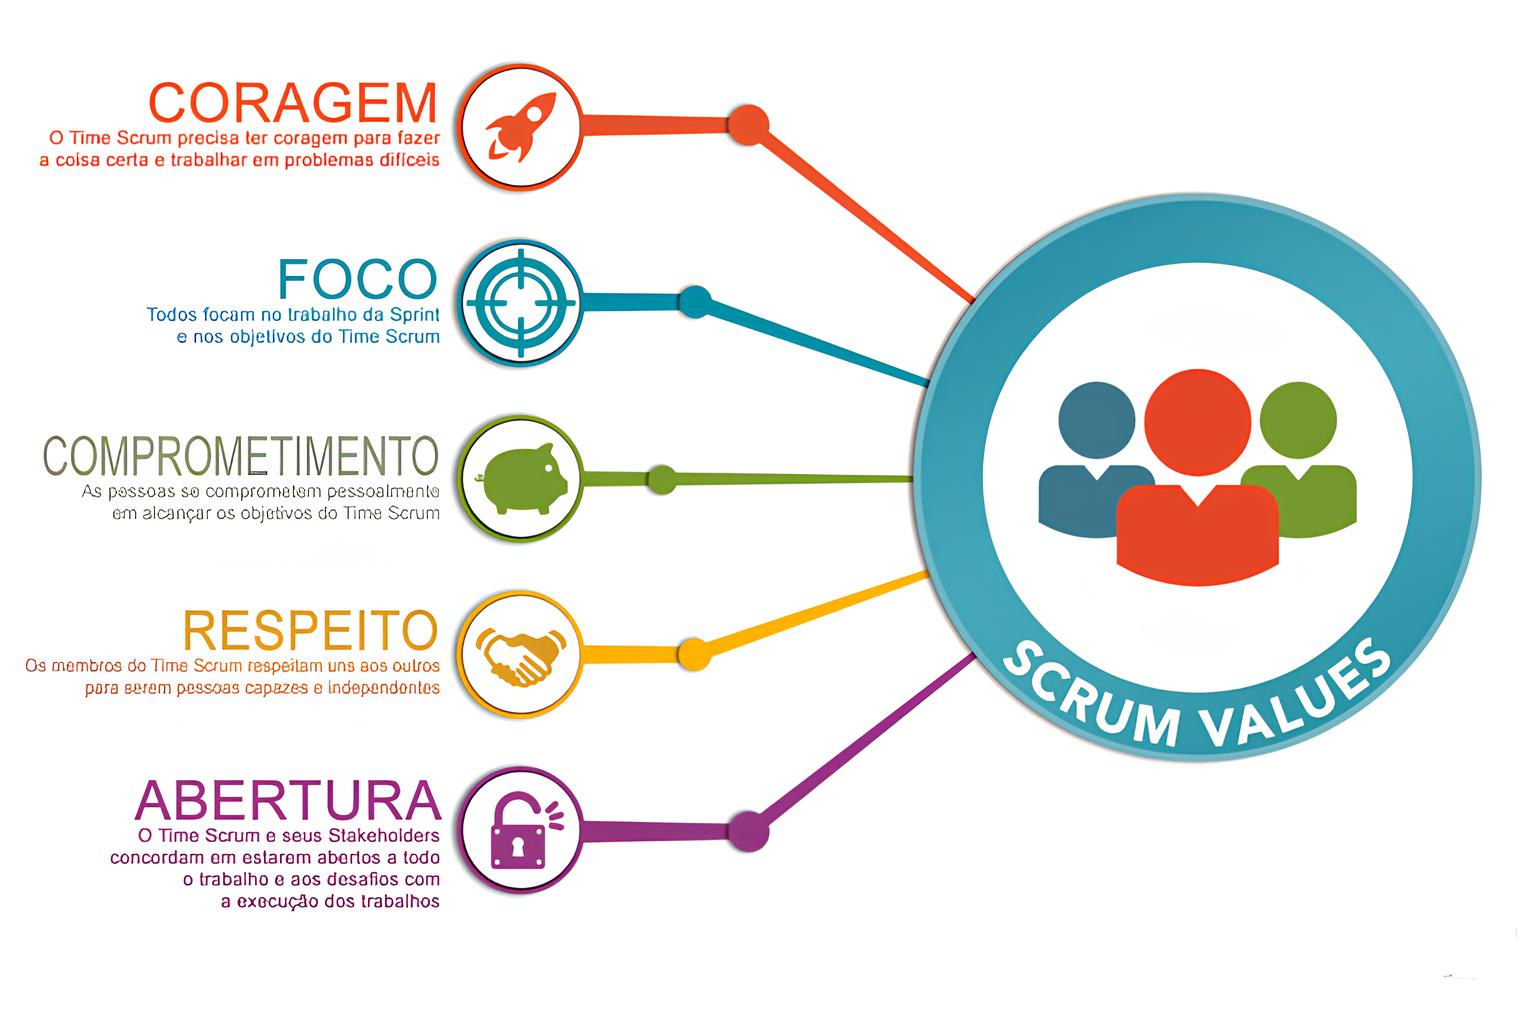 CORAGEM
O Time Scrum precisa ter coragem para fazer
a coisa certa e trabalhar em problemas difíceis
FOCO
Todos focam no trabalho da Sprint
e nos objetivos do Time Scrum
COMPROMETIMENTO
As pessoas se comprometem pessoalmente
em alcançar os objetivos do Time Scrum
RESPEITO
Os membros do Time Scrum respeitam uns aos outros
para serem pessoas capazes e independentes
ABERTURA
O Time Scrum e seus Stakeholders
concordam em estarem abertos a todo
o trabalho e aos desafios com
a execução dos trabalhos
SCRUM VALUES